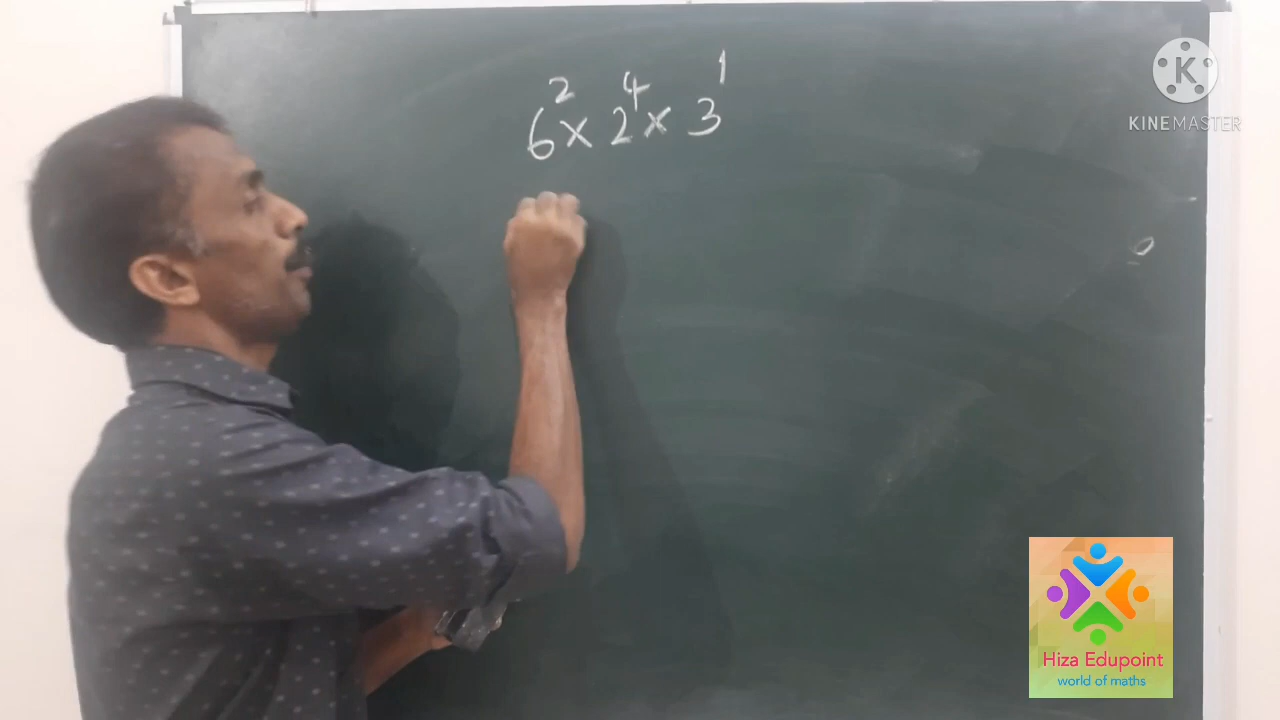 6² × 2⁴ × 3¹
KINEMASTER
Hiza Edupoint
world of maths